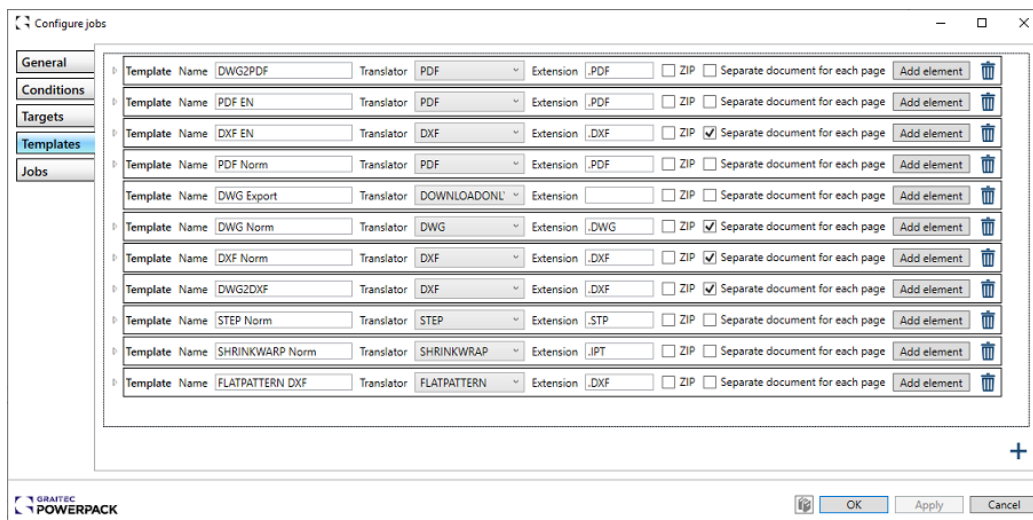 Configure jobs
General
Conditions
Targets
Templates
Jobs
Template Name DWG2PDF Translator PDF Extension .PDF ZIP Separate document for each page Add element
Template Name PDF EN Translator PDF Extension .PDF ZIP Separate document for each page Add element
Template Name DXF EN Translator DXF Extension .DXF ZIP Separate document for each page Add element
Template Name PDF Norm Translator PDF Extension .PDF ZIP Separate document for each page Add element
Template Name DWG Export Translator DOWNLOADONLY Extension ZIP Separate document for each page Add element
Template Name DWG Norm Translator DWG Extension .DWG ZIP Separate document for each page Add element
Template Name DXF Norm Translator DXF Extension .DXF ZIP Separate document for each page Add element
Template Name DWG2DXF Translator DXF Extension .DXF ZIP Separate document for each page Add element
Template Name STEP Norm Translator STEP Extension .STP ZIP Separate document for each page Add element
Template Name SHRINKWARP Norm Translator SHRINKWRAP Extension .IPT ZIP Separate document for each page Add element
Template Name FLATPATTERN DXF Translator FLATPATTERN Extension .DXF ZIP Separate document for each page Add element
GRAITEC
POWERPACK
OK Apply Cancel